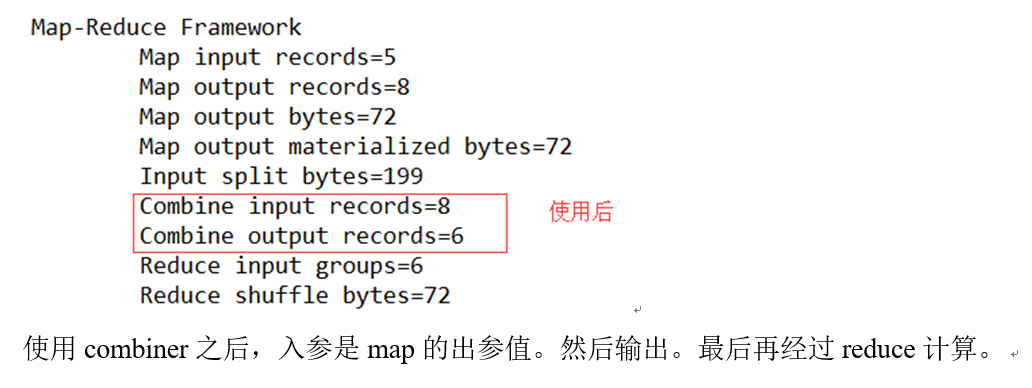 Map-Reduce Framework
Map input records=5
Map output records=8
Map output bytes=72
Map output materialized bytes=72
Input split bytes=199
Combine input records=8
使用后
Combine output records=6
Reduce input groups=6
Reduce shuffle bytes=72
使用 combiner 之后，入参是 map 的出参值。然后输出。最后再经过 reduce 计算。